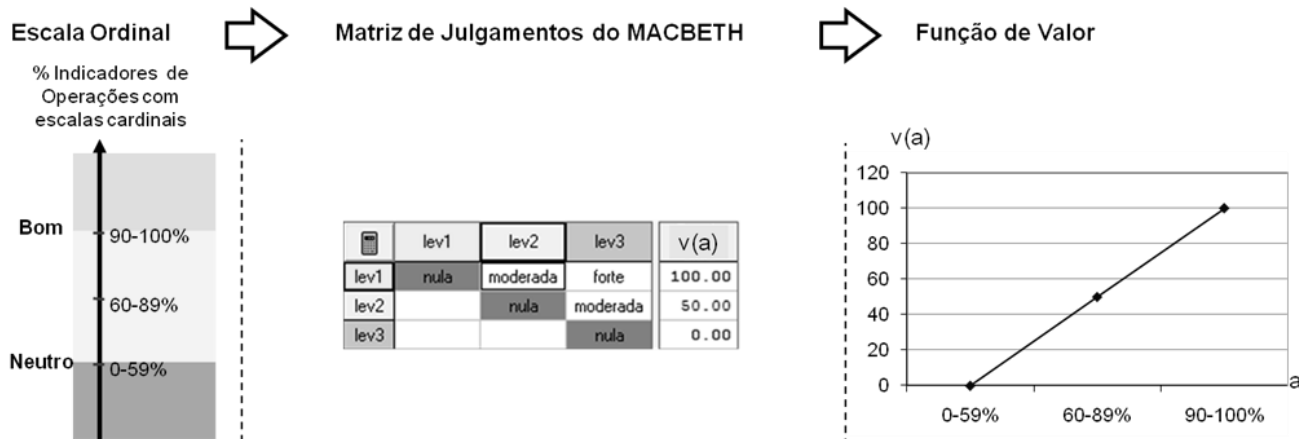 Escala Ordinal
Matriz de Julgamentos do MACBETH
Função de Valor
% Indicadores de
Operações com
escalas cardinais
Bom
90-100%
60-89%
Neutro
0-59%
lev1 lev2 lev3 v(a)
lev1 nula moderada forte 100.00
lev2 nula moderada 50.00
lev3 nula 0.00
v(a)
120
100
80
60
40
20
0
a
0-59% 60-89% 90-100%